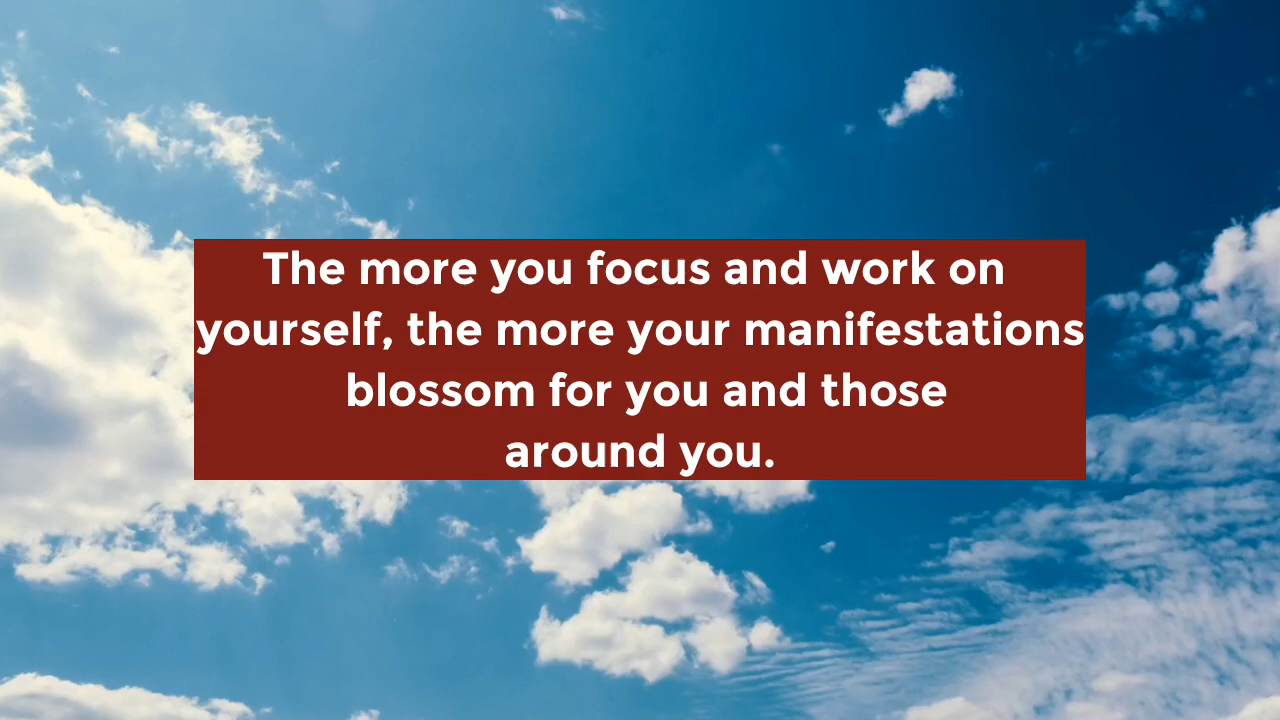 The more you focus and work on
yourself, the more your manifestations
blossom for you and those
around you.